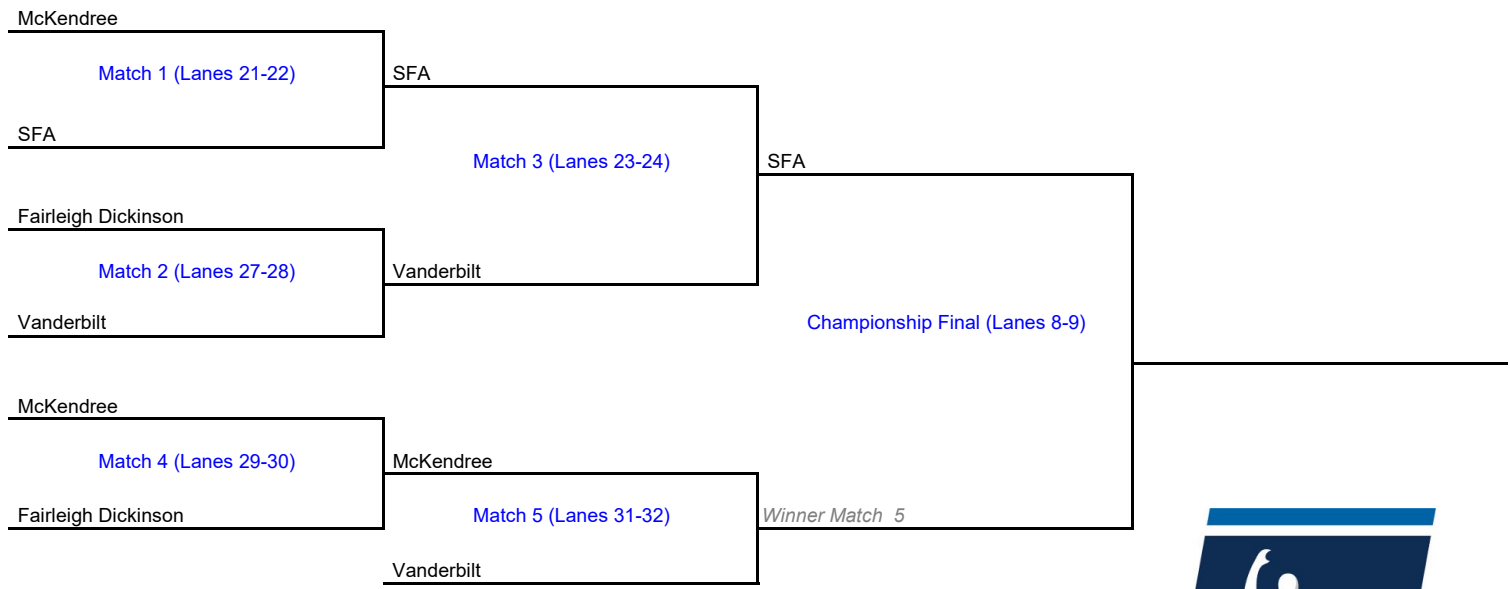 McKendree
Match 1 (Lanes 21-22)
SFA
SFA
Match 3 (Lanes 23-24)
SFA
Fairleigh Dickinson
Match 2 (Lanes 27-28)
Vanderbilt
Vanderbilt
Championship Final (Lanes 8-9)
McKendree
Match 4 (Lanes 29-30)
McKendree
Fairleigh Dickinson
Match 5 (Lanes 31-32)
Winner Match  5
Vanderbilt